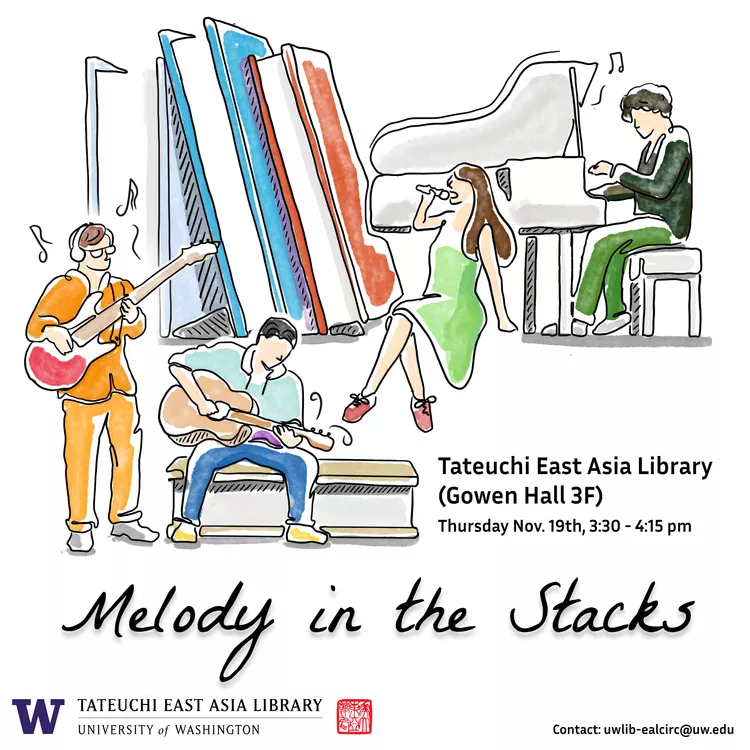 Tateuchi East Asia Library
(Gowen Hall 3F)
Thursday Nov. 19th, 3:30 - 4:15 pm
Melody in the Stacks
W
TATEUCHI EAST ASIA LIBRARY
UNIVERSITY of WASHINGTON
Contact: uwlib-ealcirc@uw.edu